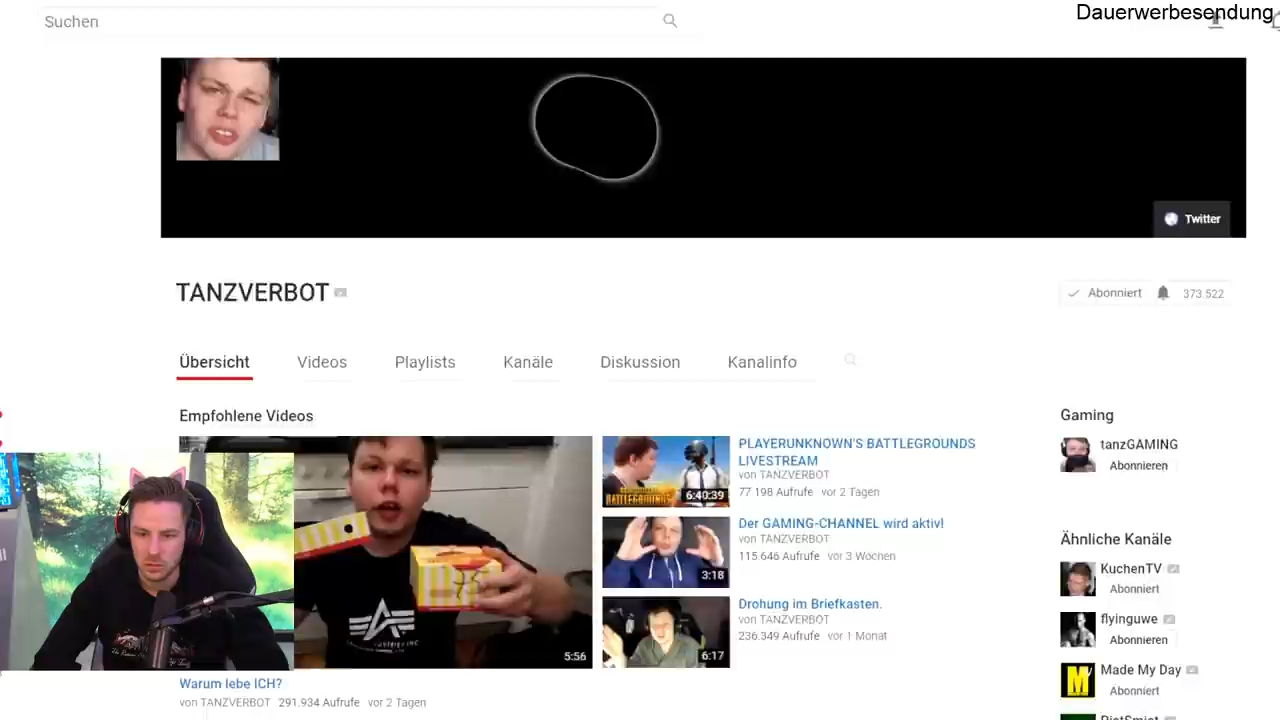 Dauerwerbesendung
Suchen
Twitter
TANZVERBOT
Abonniert 373.522
Übersicht Videos Playlists Kanäle Diskussion Kanalinfo
Empfohlene Videos
5:56
Warum lebe ICH?
von TANZVERBOT 291.934 Aufrufe vor 2 Tagen
6:40:39
PLAYERUNKNOWN'S BATTLEGROUNDS
LIVESTREAM
von TANZVERBOT
77 198 Aufrufe vor 2 Tagen
3:18
Der GAMING-CHANNEL wird aktiv!
von TANZVERBOT
115.646 Aufrufe vor 3 Wochen
6:17
Drohung im Briefkasten.
von TANZVERBOT
236.349 Aufrufe vor 1 Monat
Gaming
tanzGAMING
Abonnieren
Ähnliche Kanäle
KuchenTV
Abonniert
flyinguwe
Abonnieren
Made My Day
Abonniert